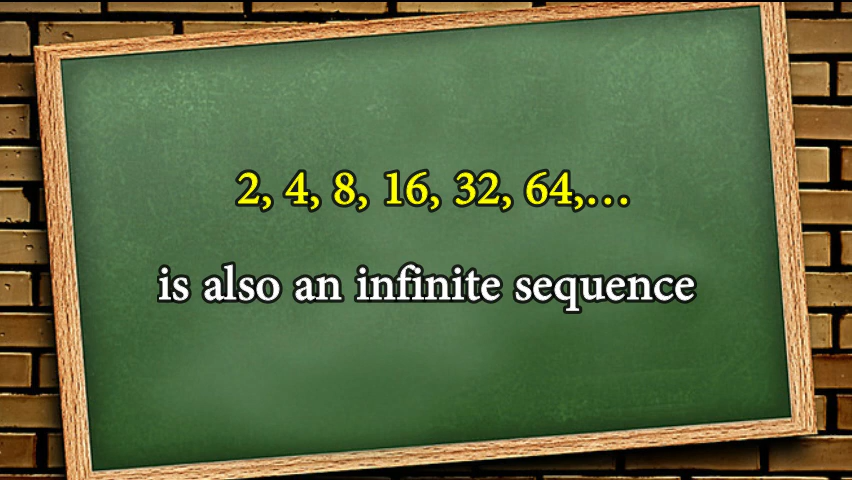 2, 4, 8, 16, 32, 64,...
is also an infinite sequence